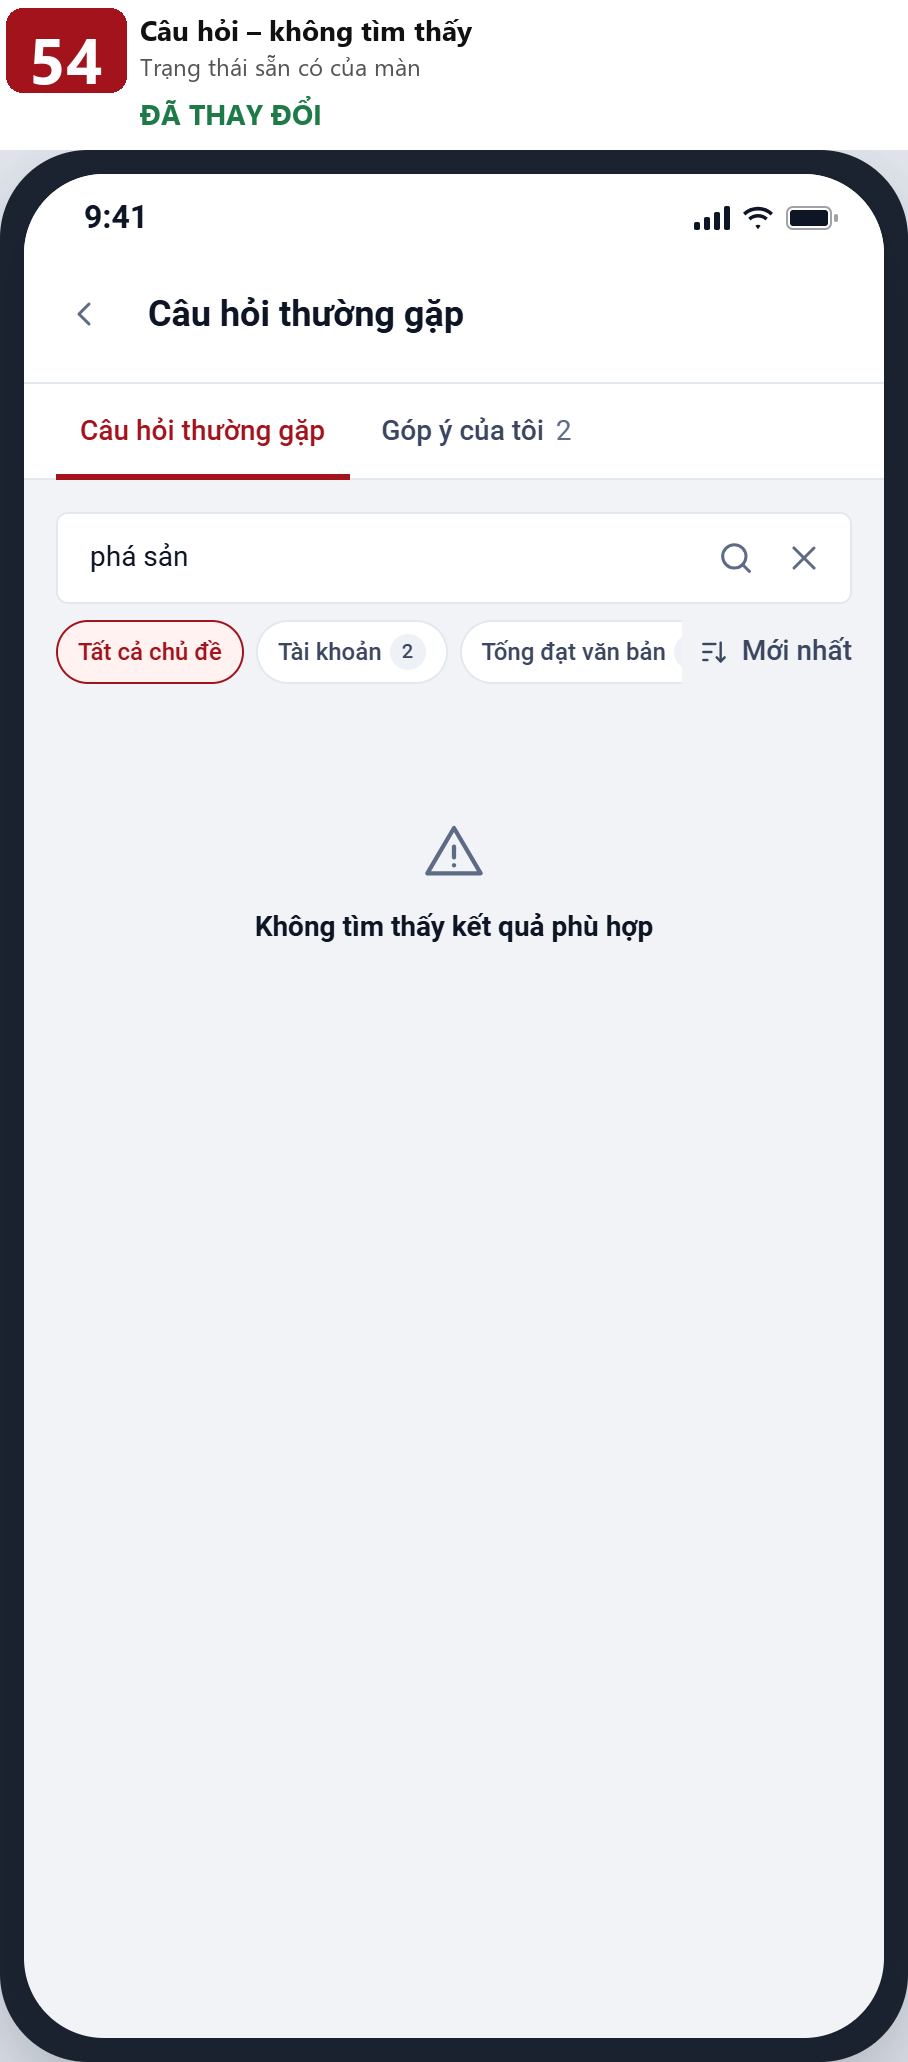 54
Câu hỏi – không tìm thấy
Trạng thái sẵn có của màn
ĐÃ THAY ĐỔI
9:41
Câu hỏi thường gặp
Câu hỏi thường gặp Góp ý của tôi 2
phá sản
Tất cả chủ đề Tài khoản 2 Tống đạt văn bản Mới nhất
Không tìm thấy kết quả phù hợp